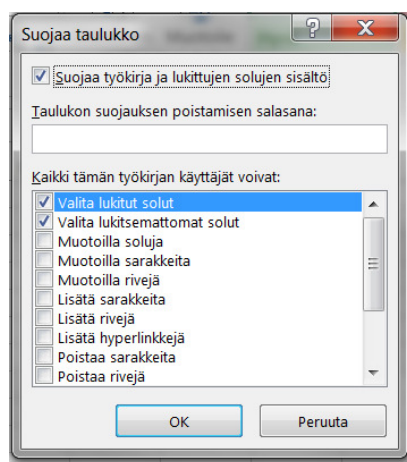 Suojaa taulukko
Suojaa työkirja ja lukittujen solujen sisältö
Taulukon suojauksen poistamisen salasana:
Kaikki tämän työkirjan käyttäjät voivat:
Valita lukitut solut
Valita lukitsemattomat solut
Muotoilla soluja
Muotoilla sarakkeita
Muotoilla rivejä
Lisätä sarakkeita
Lisätä rivejä
Lisätä hyperlinkkejä
Poistaa sarakkeita
Poistaa rivejä
OK
Peruuta